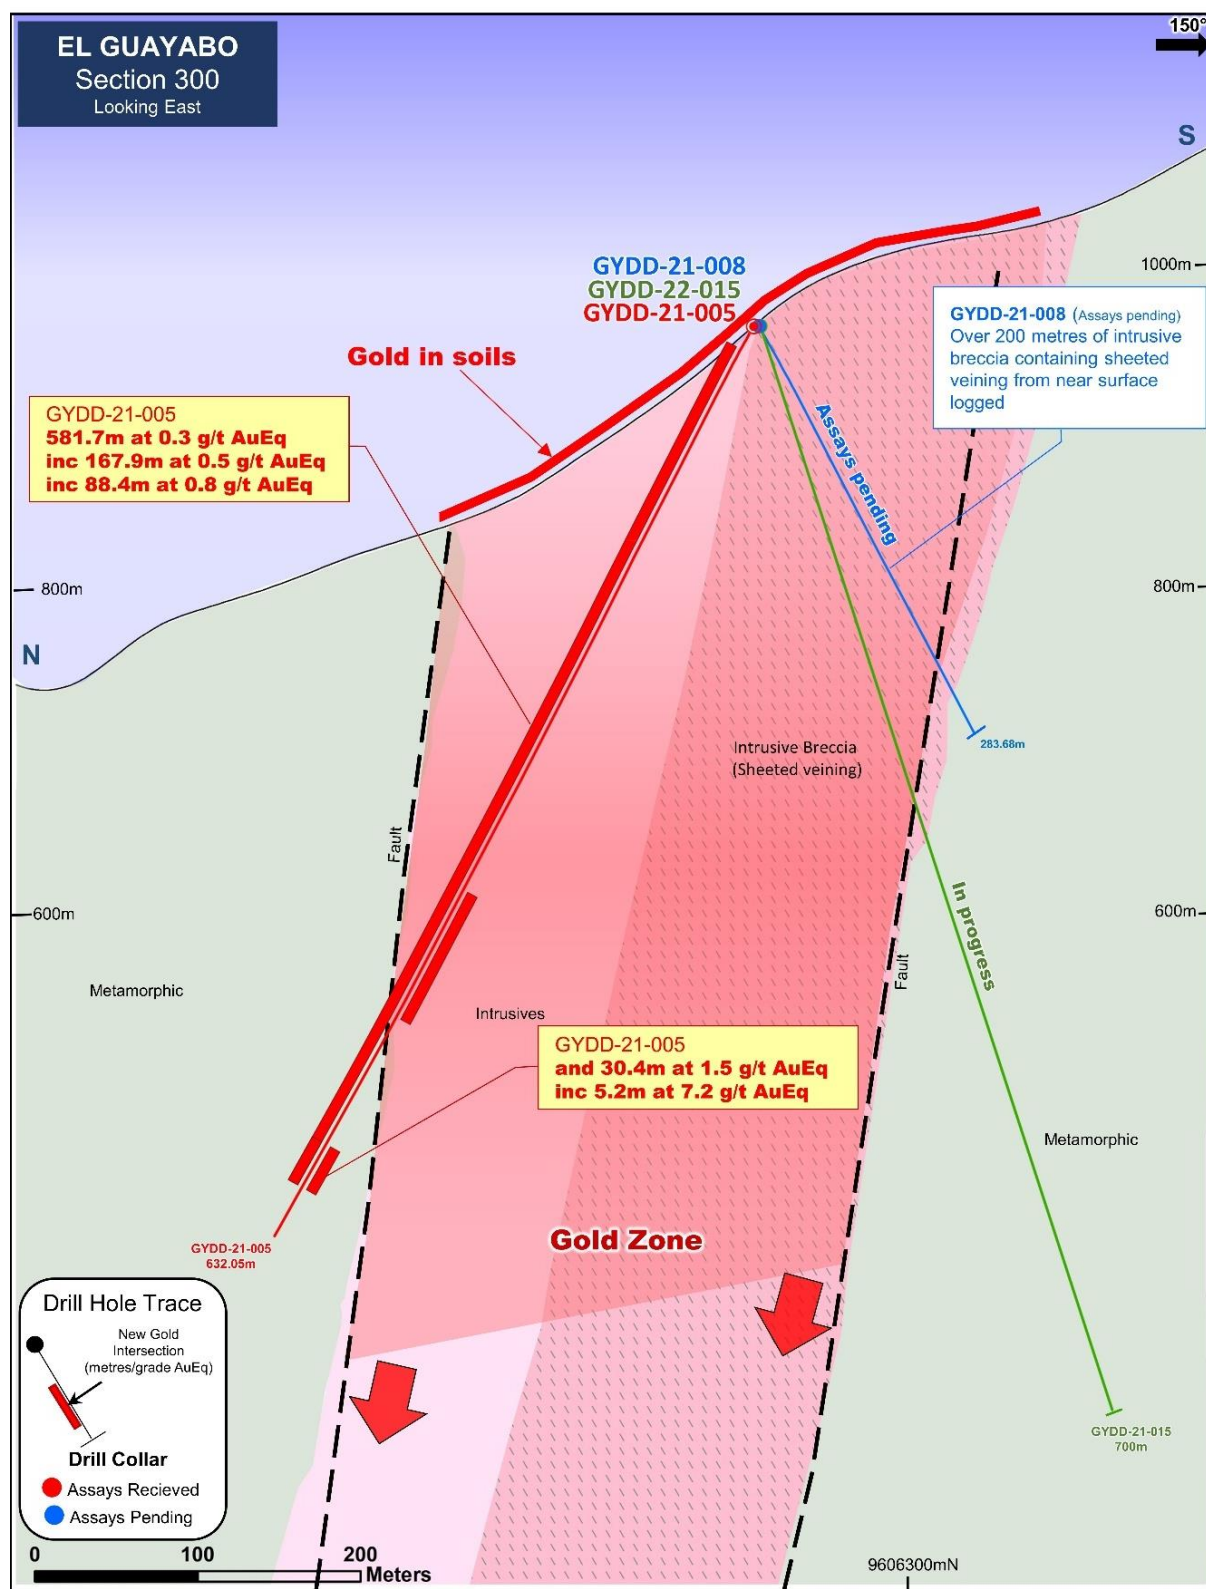 EL GUAYABO
Section 300
Looking East
150°
S
GYDD-21-008
GYDD-22-015
GYDD-21-005
1000m
Gold in soils
GYDD-21-008 (Assays pending)
Over 200 metres of intrusive
breccia containing sheeted
veining from near surface
logged
GYDD-21-005
581.7m at 0.3 g/t AuEq
inc 167.9m at 0.5 g/t AuEq
inc 88.4m at 0.8 g/t AuEq
Assays pending
800m
800m
N
Intrusive Breccia
(Sheeted veining)
283.68m
Fault
600m
600m
In progress
Fault
Metamorphic
Intrusives
GYDD-21-005
and 30.4m at 1.5 g/t AuEq
inc 5.2m at 7.2 g/t AuEq
Metamorphic
Gold Zone
GYDD-21-005
632.05m
Drill Hole Trace
New Gold
Intersection
(metres/grade AuEq)
Drill Collar
Assays Recieved
Assays Pending
GYDD-21-015
700m
0 100 200
Meters
9606300mN